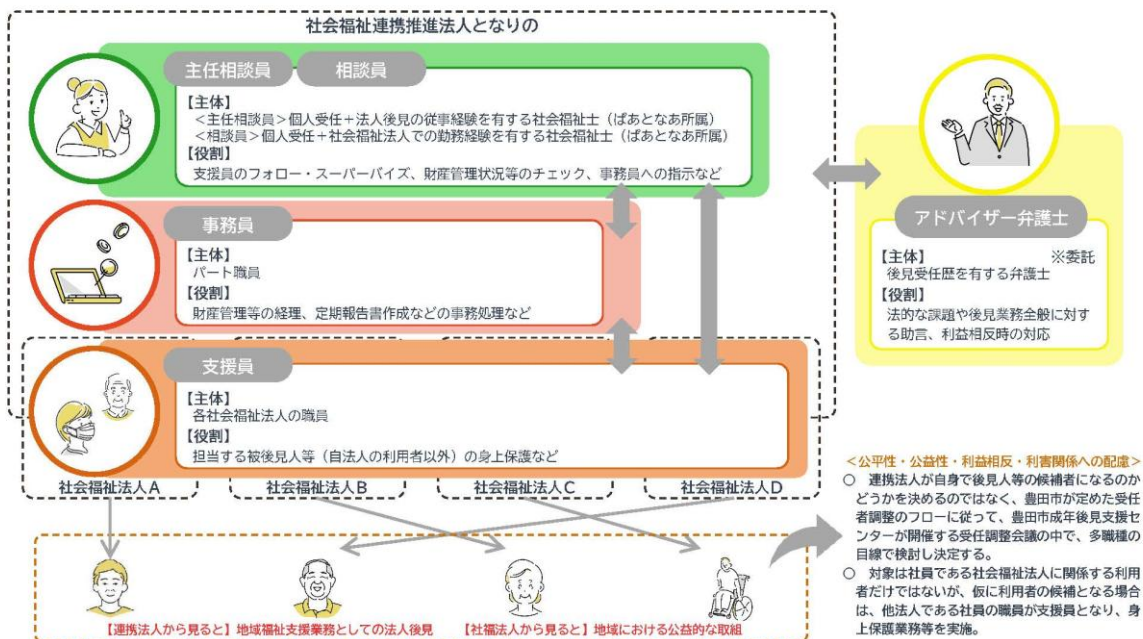 社会福祉連携推進法人となりの
主任相談員
相談員
【主体】
＜主任相談員＞個人受任＋法人後見の従事経験を有する社会福祉士（ぱあとなあ所属）
＜相談員＞個人受任＋社会福祉法人での勤務経験を有する社会福祉士（ぱあとなあ所属）
【役割】
支援員のフォロー・スーパーバイズ、財産管理状況等のチェック、事務員への指示など
事務員
【主体】
パート職員
【役割】
財産管理等の経理、定期報告書作成などの事務処理など
支援員
【主体】
各社会福祉法人の職員
【役割】
担当する被後見人等（自法人の利用者以外）の身上保護など
社会福祉法人A
社会福祉法人B
社会福祉法人C
社会福祉法人D
アドバイザー弁護士
【主体】 ※委託
後見受任歴を有する弁護士
【役割】
法的な課題や後見業務全般に対す
る助言、利益相反時の対応
【連携法人から見ると】地域福祉支援業務としての法人後見
【社福法人から見ると】地域における公益的な取組
＜公平性・公益性・利益相反・利害関係への配慮＞
○ 連携法人が自身で後見人等の候補者になるのか
どうかを決めるのではなく、豊田市が定めた受任
者調整のフローに従って、豊田市成年後見支援セ
ンターが開催する受任調整会議の中で、多職種の
目線で検討し決定する。
○ 対象は社員である社会福祉法人に関係する利用
者だけではないが、仮に利用者の候補となる場合
は、他法人である社員の職員が支援員となり、身
上保護業務等を実施。